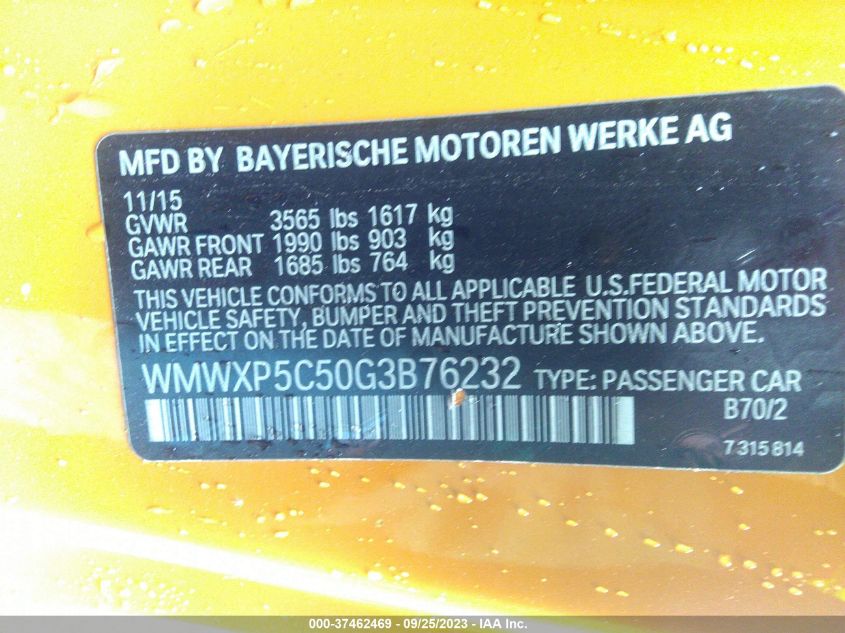 MFD BY BAYERISCHE MOTOREN WERKE AG
11/15
GVWR 3565 lbs 1617 kg
GAWR FRONT 1990 lbs 903 kg
GAWR REAR 1685 lbs 764 kg
THIS VEHICLE CONFORMS TO ALL APPLICABLE U.S.FEDERAL MOTOR
VEHICLE SAFETY, BUMPER AND THEFT PREVENTION STANDARDS
IN EFFECT ON THE DATE OF MANUFACTURE SHOWN ABOVE.
WMWXP5C50G3B76232 TYPE: PASSENGER CAR
B70/2
7315814
000-37462469 - 09/25/2023 - IAA Inc.